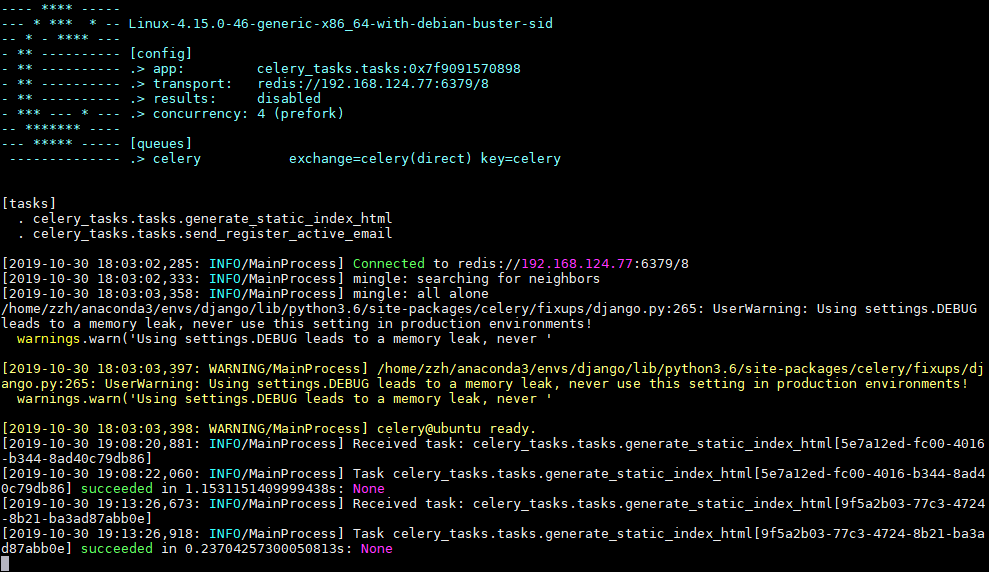 ---- **** -----
--- * ***  * -- Linux-4.15.0-46-generic-x86_64-with-debian-buster-sid
-- * - **** ---
- ** ---------- [config]
- ** ---------- .> app:         celery_tasks.tasks:0x7f9091570898
- ** ---------- .> transport:   redis://192.168.124.77:6379/8
- ** ---------- .> results:     disabled
- *** --- * --- .> concurrency: 4 (prefork)
-- ******* ----
--- ***** ----- [queues]
 -------------- .> celery           exchange=celery(direct) key=celery
[tasks]
  . celery_tasks.tasks.generate_static_index_html
  . celery_tasks.tasks.send_register_active_email
[2019-10-30 18:03:02,285: INFO/MainProcess] Connected to redis://192.168.124.77:6379/8
[2019-10-30 18:03:02,333: INFO/MainProcess] mingle: searching for neighbors
[2019-10-30 18:03:03,358: INFO/MainProcess] mingle: all alone
/home/zzh/anaconda3/envs/django/lib/python3.6/site-packages/celery/fixups/django.py:265: UserWarning: Using settings.DEBUG
leads to a memory leak, never use this setting in production environments!
  warnings.warn('Using settings.DEBUG leads to a memory leak, never '
[2019-10-30 18:03:03,397: WARNING/MainProcess] /home/zzh/anaconda3/envs/django/lib/python3.6/site-packages/celery/fixups/dj
ango.py:265: UserWarning: Using settings.DEBUG leads to a memory leak, never use this setting in production environments!
  warnings.warn('Using settings.DEBUG leads to a memory leak, never '
[2019-10-30 18:03:03,398: WARNING/MainProcess] celery@ubuntu ready.
[2019-10-30 19:08:20,881: INFO/MainProcess] Received task: celery_tasks.tasks.generate_static_index_html[5e7a12ed-fc00-4016
-b344-8ad40c79db86]
[2019-10-30 19:08:22,060: INFO/MainProcess] Task celery_tasks.tasks.generate_static_index_html[5e7a12ed-fc00-4016-b344-8ad4
0c79db86] succeeded in 1.1531151409999438s: None
[2019-10-30 19:13:26,673: INFO/MainProcess] Received task: celery_tasks.tasks.generate_static_index_html[9f5a2b03-77c3-4724
-8b21-ba3ad87abb0e]
[2019-10-30 19:13:26,918: INFO/MainProcess] Task celery_tasks.tasks.generate_static_index_html[9f5a2b03-77c3-4724-8b21-ba3a
d87abb0e] succeeded in 0.23704257300050813s: None